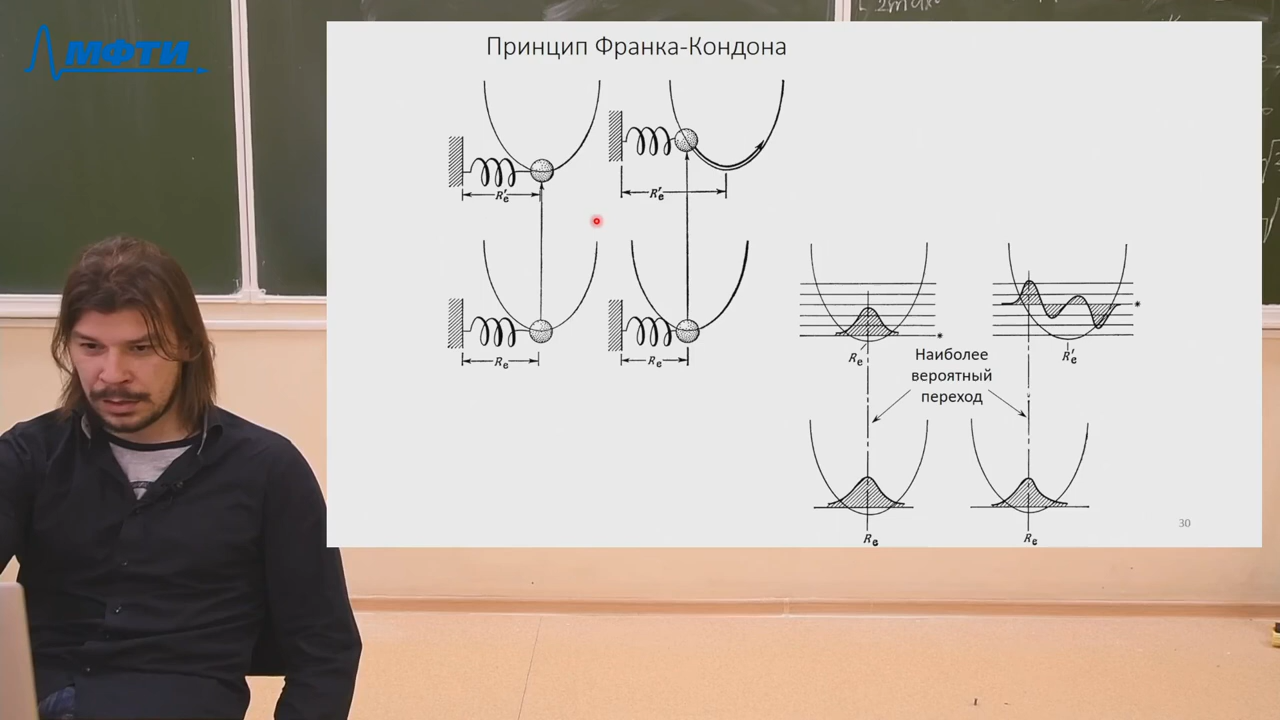 МФТИ
Принцип Франка-Кондона
R'e
R'e
Re
Re
Re
R'e
Наиболее
вероятный
переход
Re
Re
30